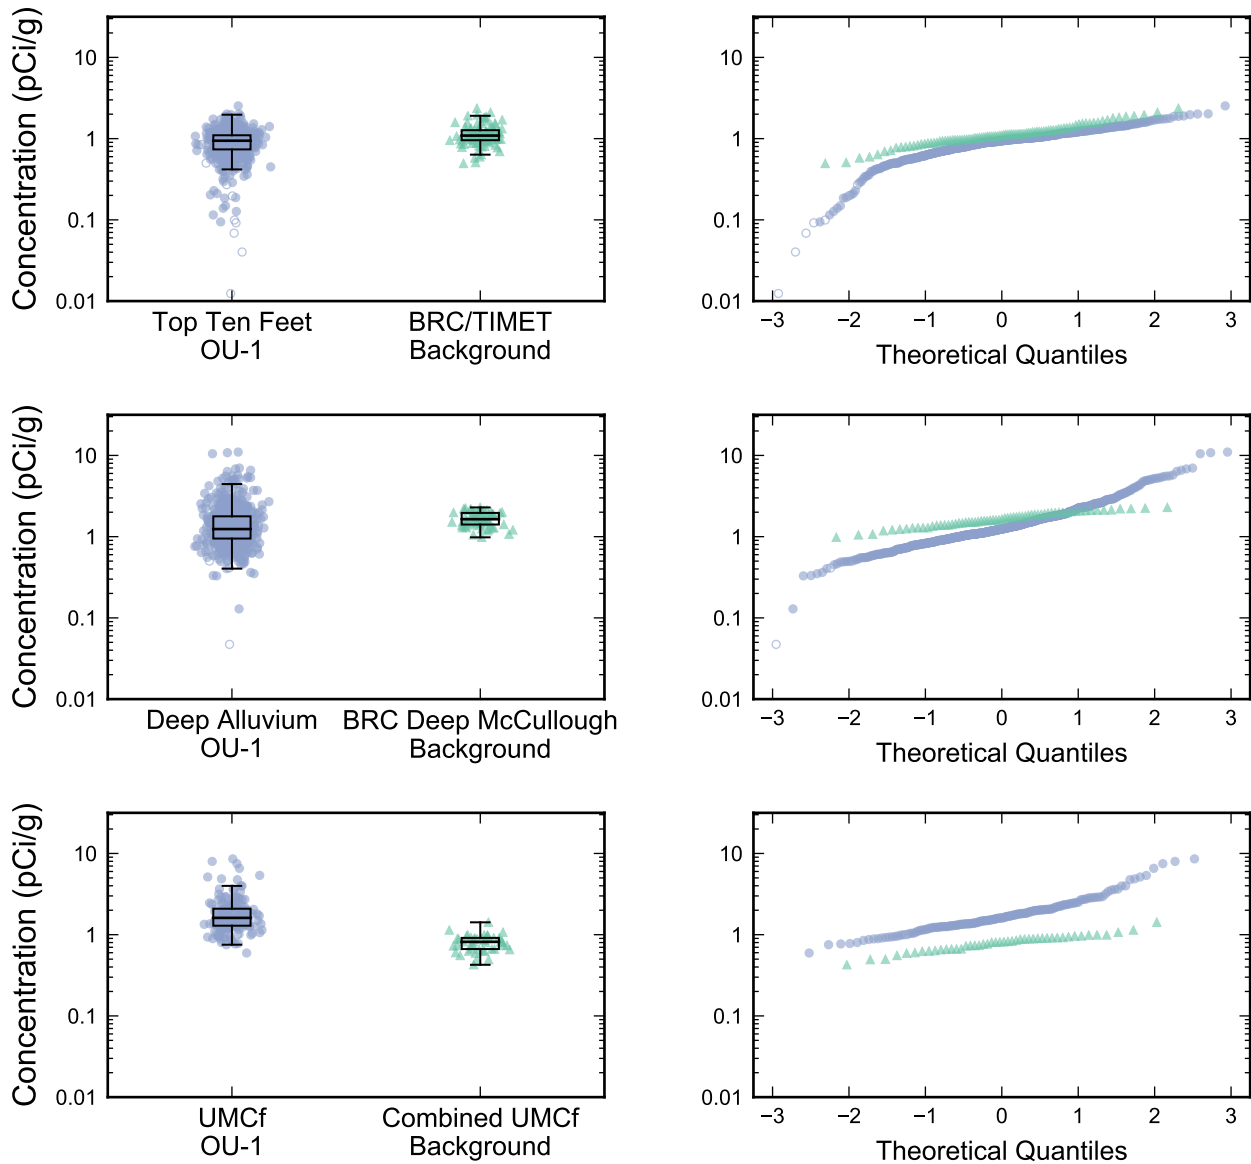 Concentration (pCi/g)
10
1
0.1
0.01
Top Ten Feet
OU-1
BRC/TIMET
Background
10
1
0.1
0.01
−3 −2 −1 0 1 2 3
Theoretical Quantiles
Concentration (pCi/g)
10
1
0.1
0.01
Deep Alluvium
OU-1
BRC Deep McCullough
Background
10
1
0.1
0.01
−3 −2 −1 0 1 2 3
Theoretical Quantiles
Concentration (pCi/g)
10
1
0.1
0.01
UMCf
OU-1
Combined UMCf
Background
10
1
0.1
0.01
−3 −2 −1 0 1 2 3
Theoretical Quantiles